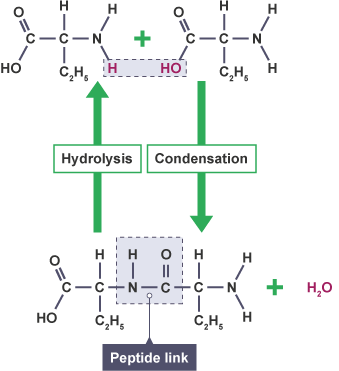 O H H O H H
C C N + C C N
HO C₂H₅ H HO C₂H₅ H
Hydrolysis Condensation
O H H O H H
C C N C C N + H₂O
HO C₂H₅ C₂H₅ H
Peptide link